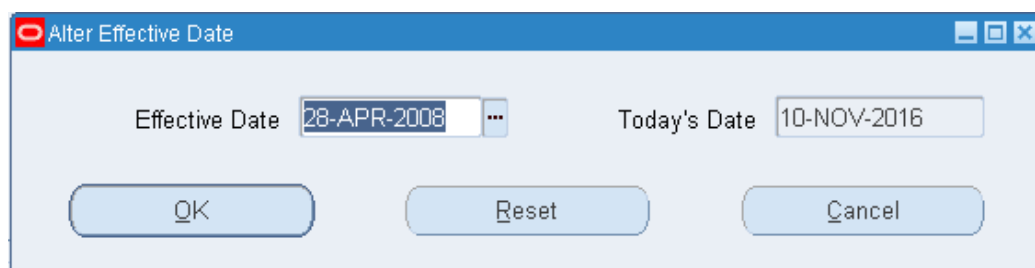 Alter Effective Date
Effective Date 28-APR-2008 ... Today's Date 10-NOV-2016
OK Reset Cancel